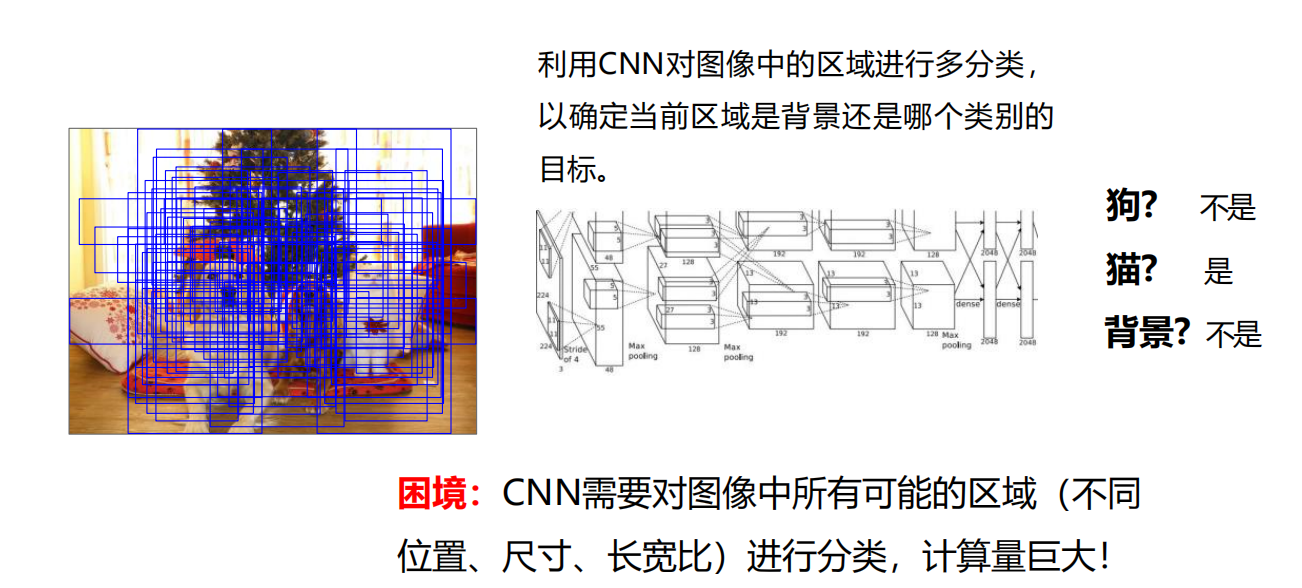 利用CNN对图像中的区域进行多分类，
以确定当前区域是背景还是哪个类别的
目标。
狗? 不是
猫? 是
背景? 不是
11
11
224
11
11
224
Stride
of 4
3
5
5
48
55
5
5
55
48
Max
pooling
3
3
128
27
3
3
27
3
3
128
Max
pooling
3
3
192
13
13
192
192
13
13
192
128
13
13
128
Max
pooling
2048
dense
2048
2048
dense
2048
困境：CNN需要对图像中所有可能的区域（不同
位置、尺寸、长宽比）进行分类，计算量巨大！